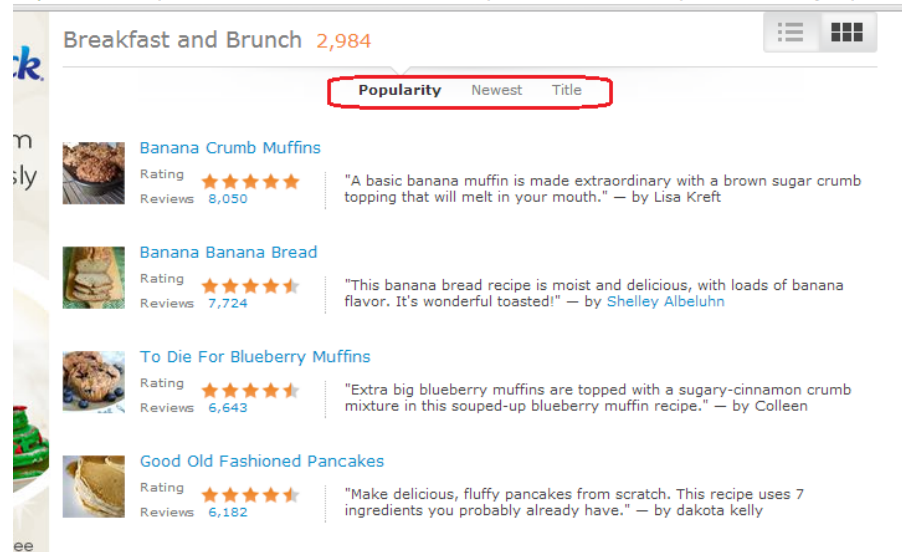 k.
Breakfast and Brunch 2,984
Popularity Newest Title
m
sly
Banana Crumb Muffins
Rating
Reviews 8,050
"A basic banana muffin is made extraordinary with a brown sugar crumb
topping that will melt in your mouth." — by Lisa Kreft
Banana Banana Bread
Rating
Reviews 7,724
"This banana bread recipe is moist and delicious, with loads of banana
flavor. It's wonderful toasted!" — by Shelley Albeluhn
To Die For Blueberry Muffins
Rating
Reviews 6,643
"Extra big blueberry muffins are topped with a sugary-cinnamon crumb
mixture in this souped-up blueberry muffin recipe." — by Colleen
Good Old Fashioned Pancakes
Rating
Reviews 6,182
"Make delicious, fluffy pancakes from scratch. This recipe uses 7
ingredients you probably already have." — by dakota kelly
ee